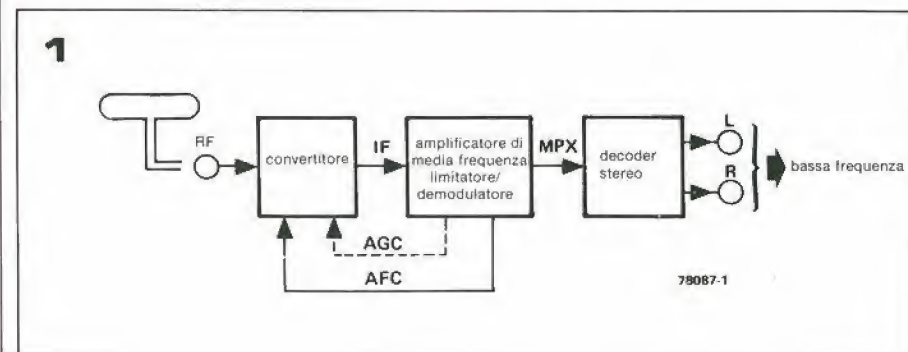 1
RF
convertitore
IF
amplificatore di
media frequenza
limitatore/
demodulatore
MPX
decoder
stereo
L
R
bassa frequenza
AGC
AFC
78087-1